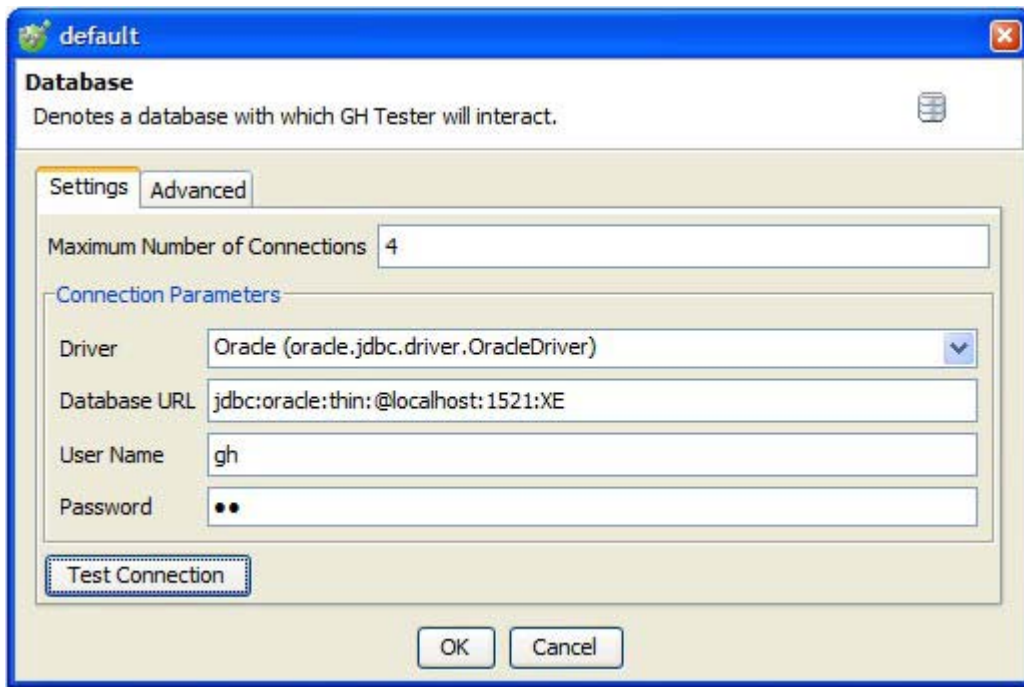 default
Database
Denotes a database with which GH Tester will interact.
Settings Advanced
Maximum Number of Connections 4
Connection Parameters
Driver Oracle (oracle.jdbc.driver.OracleDriver)
Database URL jdbc:oracle:thin:@localhost:1521:XE
User Name gh
Password ●●
Test Connection
OK Cancel